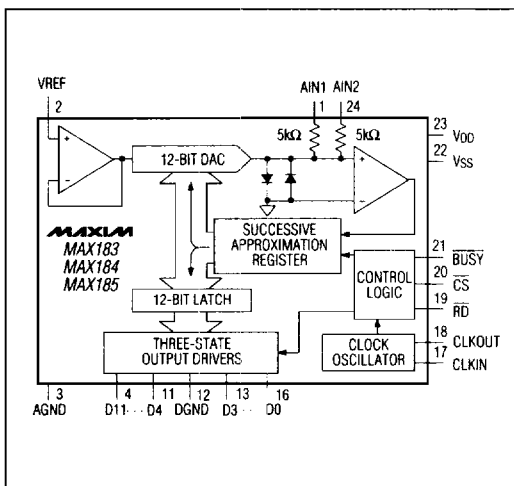 AIN1 AIN2
VREF
2
1
24
5kΩ
5kΩ
23
VDD
22
VSS
+
-
12-BIT DAC
+
-
MAXIM
MAX183
MAX184
MAX185
SUCCESSIVE
APPROXIMATION
REGISTER
21
BUSY
20
CS
19
RD
CONTROL
LOGIC
12-BIT LATCH
THREE-STATE
OUTPUT DRIVERS
CLOCK
OSCILLATOR
18
CLKOUT
17
CLKIN
3
4
11
12
13
16
AGND
D11···D4
DGND
D3···D0